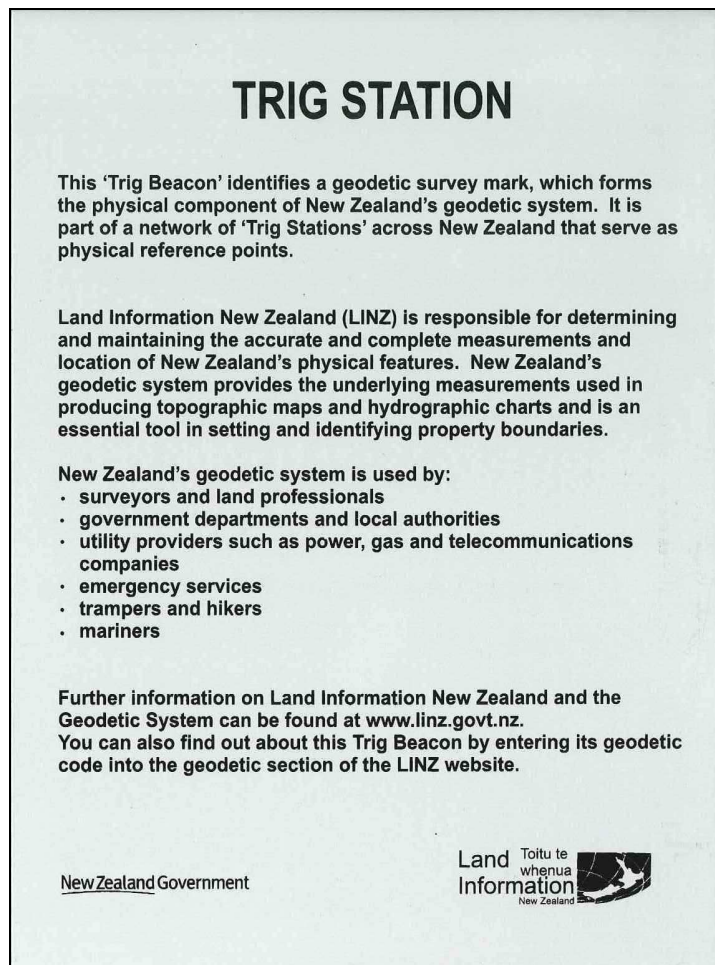 TRIG STATION
This ‘Trig Beacon’ identifies a geodetic survey mark, which forms
the physical component of New Zealand’s geodetic system.  It is
part of a network of ‘Trig Stations’ across New Zealand that serve as
physical reference points.
Land Information New Zealand (LINZ) is responsible for determining
and maintaining the accurate and complete measurements and
location of New Zealand’s physical features.  New Zealand’s
geodetic system provides the underlying measurements used in
producing topographic maps and hydrographic charts and is an
essential tool in setting and identifying property boundaries.
New Zealand’s geodetic system is used by:
· surveyors and land professionals
· government departments and local authorities
· utility providers such as power, gas and telecommunications
companies
· emergency services
· trampers and hikers
· mariners
Further information on Land Information New Zealand and the
Geodetic System can be found at www.linz.govt.nz.
You can also find out about this Trig Beacon by entering its geodetic
code into the geodetic section of the LINZ website.
New Zealand Government
Land Toitu te
whenua
Information
New Zealand